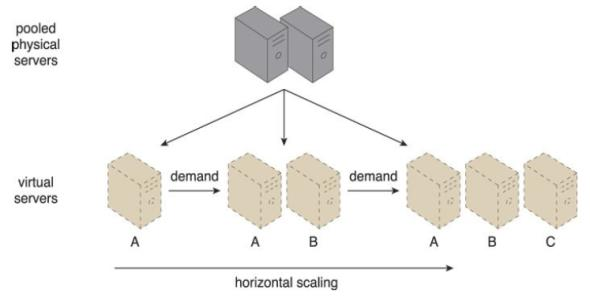 pooled
physical
servers
virtual
servers
demand
demand
A
A
B
A
B
C
horizontal scaling